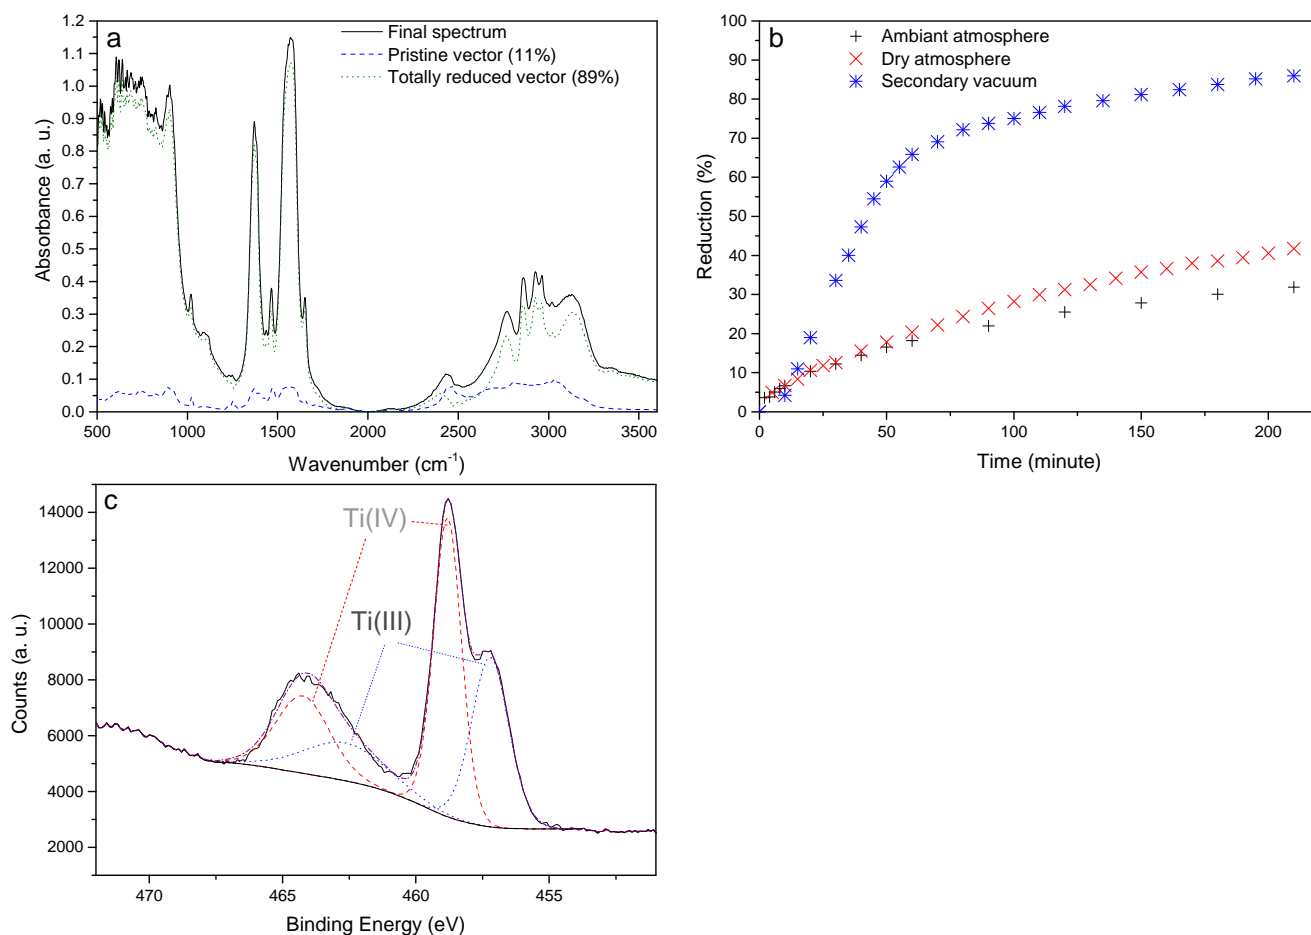 a
Final spectrum
Pristine vector (11%)
Totally reduced vector (89%)
1.2
1.1
1.0
0.9
0.8
0.7
0.6
0.5
0.4
0.3
0.2
0.1
0.0
Absorbance (a. u.)
500 1000 1500 2000 2500 3000 3500
Wavenumber (cm-1)
b
Ambiant atmosphere
Dry atmosphere
Secondary vacuum
100
90
80
70
60
50
40
30
20
10
0
Reduction (%)
0 50 100 150 200
Time (minute)
c
Ti(IV)
Ti(III)
14000
12000
10000
8000
6000
4000
2000
Counts (a. u.)
470 465 460 455
Binding Energy (eV)